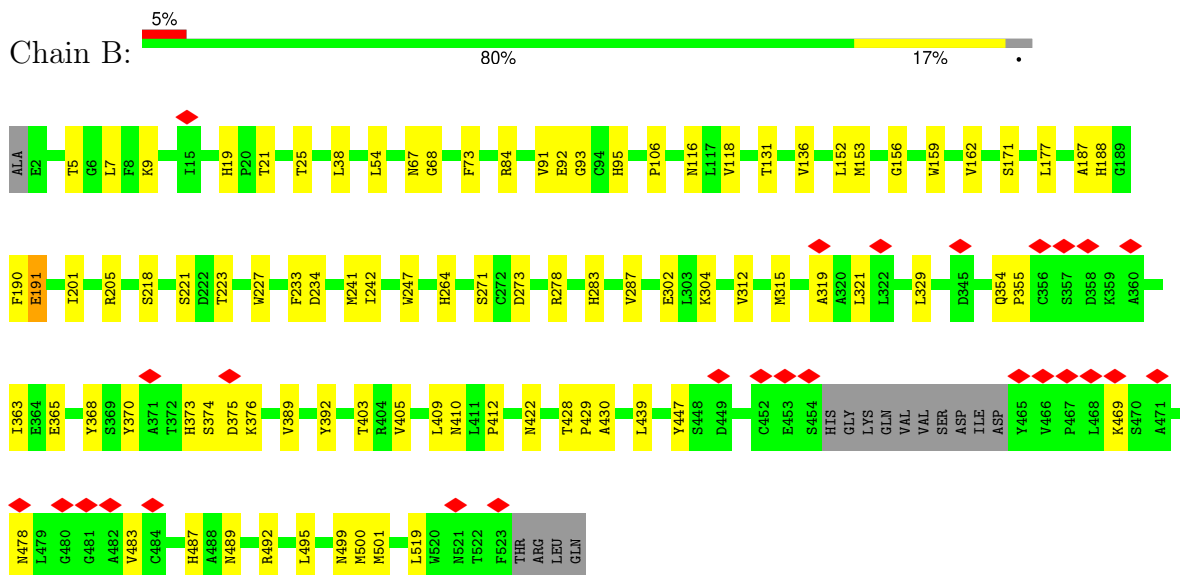 5%
Chain B:
80% 17% •
ALA E2 T5 G6 L7 F8 K9 I15 H19 P20 T21 T25 L38 L54 N67 G68 F73 R84 V91 E92 G93 C94 H95 P106 N116 L117 V118 T131 V136 L152 M153 G156 W159 V162 S171 L177 A187 H188 G189
F190 E191 I201 R205 S218 S221 D222 T223 W227 F233 D234 M241 I242 W247 H264 S271 C272 D273 R278 H283 V287 E302 L303 K304 V312 M315 A319 A320 L321 L322 L329 D345 Q354 P355 C356 S357 D358 K359 A360
I363 E364 E365 Y368 S369 Y370 A371 T372 H373 S374 D375 K376 V389 Y392 T403 R404 V405 L409 N410 L411 P412 N422 T428 P429 A430 L439 Y447 S448 D449 C452 E453 S454 HIS GLY LYS GLN VAL VAL SER ASP ILE ASP Y465 V466 P467 L468 K469 S470 A471
N478 L479 G480 G481 A482 V483 C484 H487 A488 N489 R492 L495 N499 M500 M501 L519 W520 N521 T522 F523 THR ARG LEU GLN